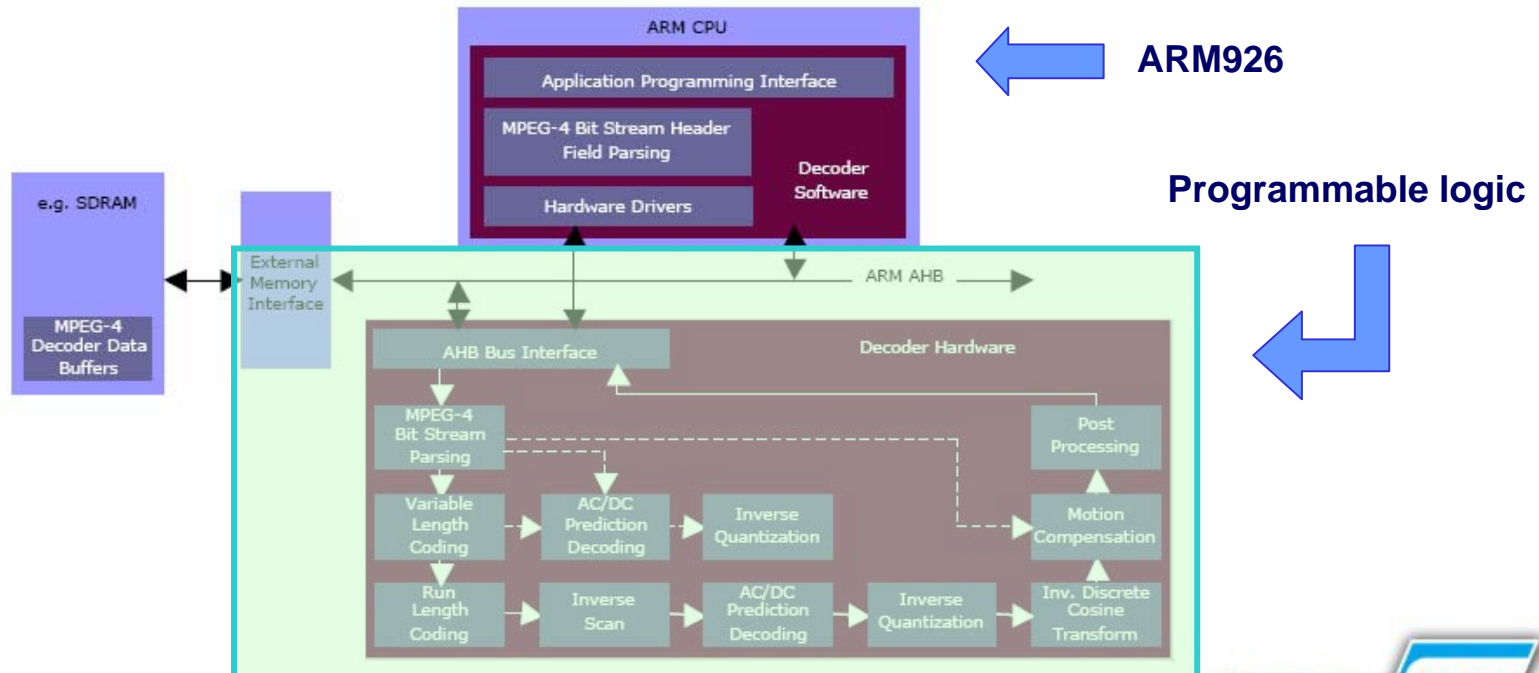 ARM CPU
Application Programming Interface
MPEG-4 Bit Stream Header
Field Parsing
Hardware Drivers
Decoder
Software
ARM926
Programmable logic
e.g. SDRAM
MPEG-4
Decoder Data
Buffers
External
Memory
Interface
ARM AHB
AHB Bus Interface
Decoder Hardware
MPEG-4
Bit Stream
Parsing
Post
Processing
Variable
Length
Coding
AC/DC
Prediction
Decoding
Inverse
Quantization
Motion
Compensation
Run
Length
Coding
Inverse
Scan
AC/DC
Prediction
Decoding
Inverse
Quantization
Inv. Discrete
Cosine
Transform